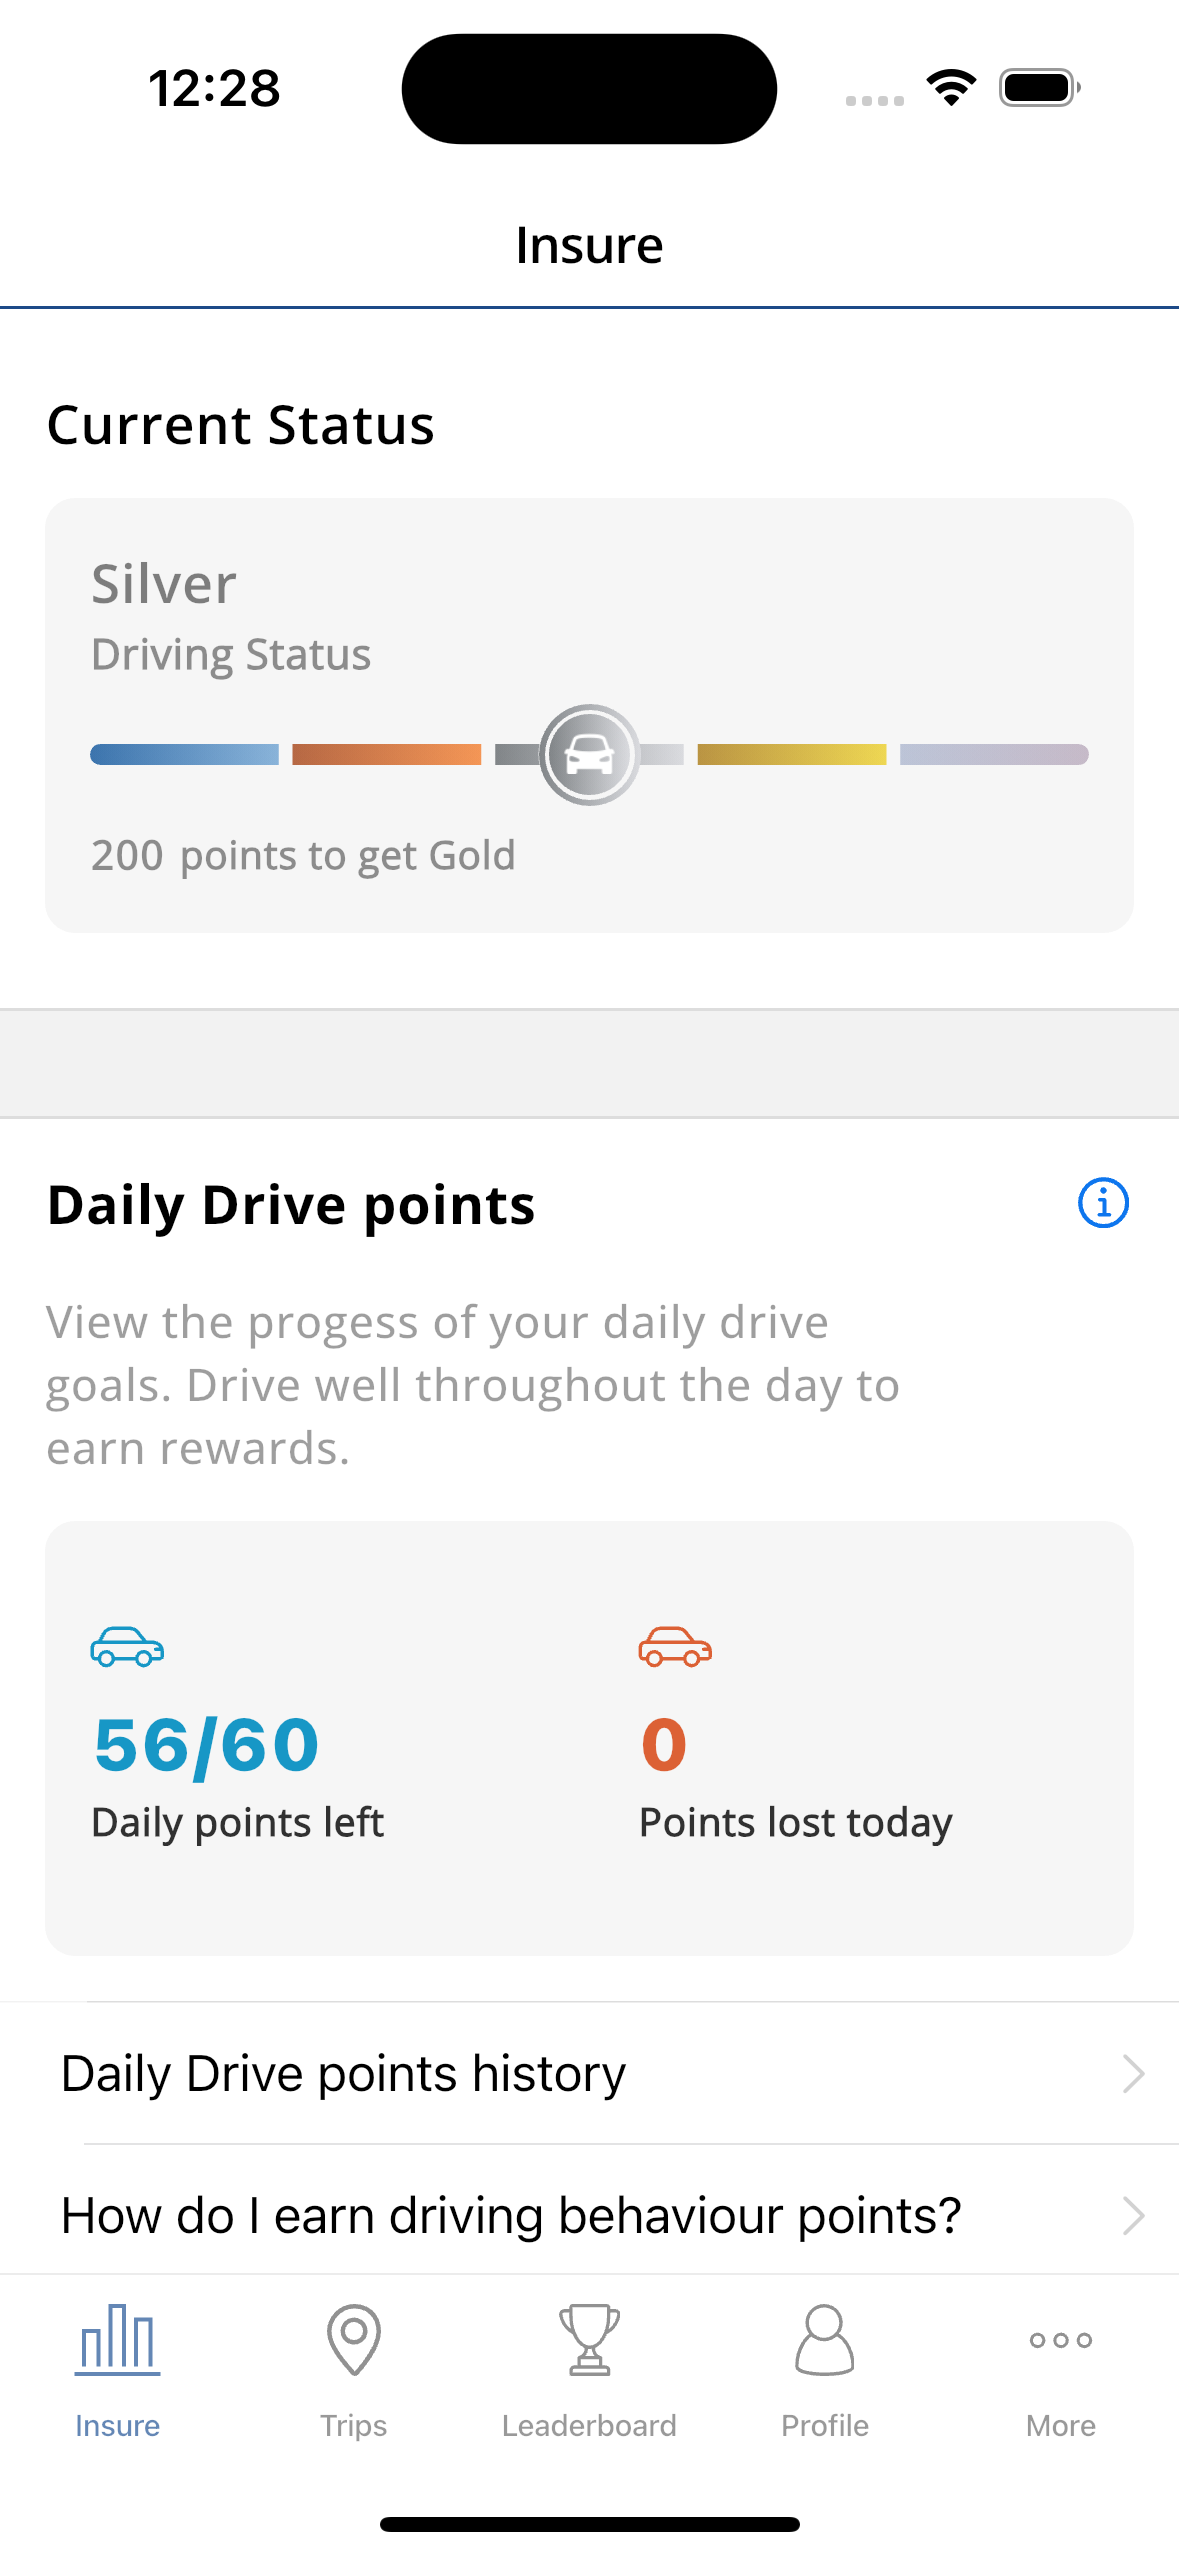 12:28
Insure
Current Status
Silver
Driving Status
200 points to get Gold
Daily Drive points
View the progess of your daily drive
goals. Drive well throughout the day to
earn rewards.
56/60
Daily points left
0
Points lost today
Daily Drive points history
How do I earn driving behaviour points?
Insure
Trips
Leaderboard
Profile
More